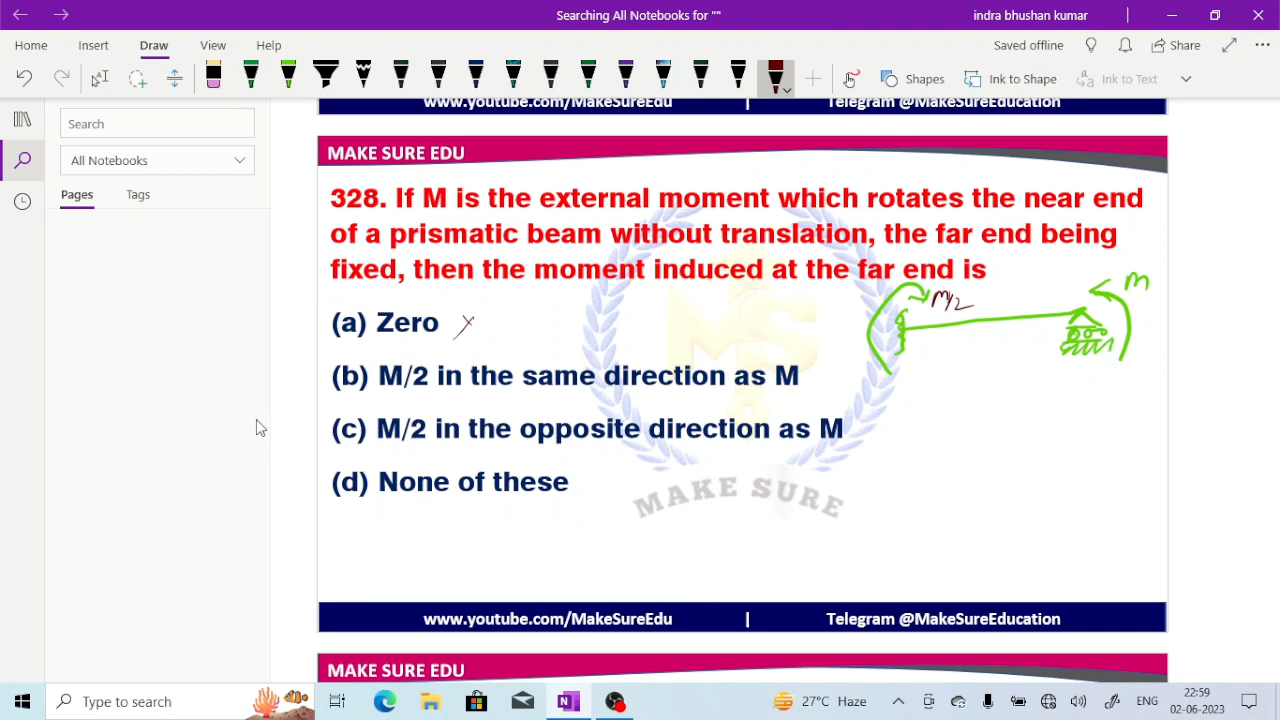 Searching All Notebooks for ""
indra bhushan kumar
Home Insert Draw View Help
Saved offline
Share
Shapes
Ink to Shape
Ink to Text
www.youtube.com/MakeSureEdu | Telegram @MakeSureEducation
Search
All Notebooks
Pages Tags
MAKE SURE EDU
328. If M is the external moment which rotates the near end
of a prismatic beam without translation, the far end being
fixed, then the moment induced at the far end is
M
M/2
(a) Zero x
(b) M/2 in the same direction as M
(c) M/2 in the opposite direction as M
(d) None of these
MAKE SURE
www.youtube.com/MakeSureEdu | Telegram @MakeSureEducation
MAKE SURE EDU
Type to search
27°C Haze
ENG
22:59
02-06-2023